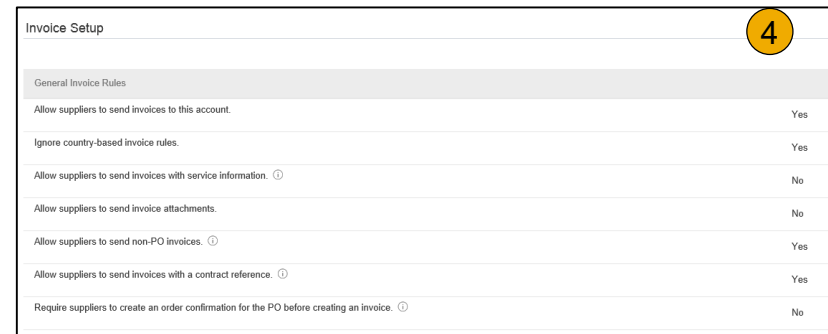 Invoice Setup
4
General Invoice Rules
Allow suppliers to send invoices to this account. Yes
Ignore country-based invoice rules. Yes
Allow suppliers to send invoices with service information. ⓘ No
Allow suppliers to send invoice attachments. No
Allow suppliers to send non-PO invoices. ⓘ Yes
Allow suppliers to send invoices with a contract reference. ⓘ Yes
Require suppliers to create an order confirmation for the PO before creating an invoice. ⓘ No